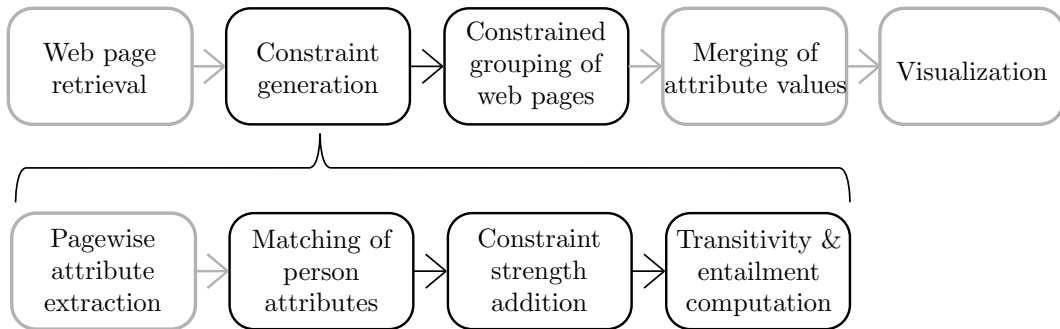 Web page
retrieval
Constraint
generation
Constrained
grouping of
web pages
Merging of
attribute values
Visualization
Pagewise
attribute
extraction
Matching of
person
attributes
Constraint
strength
addition
Transitivity &
entailment
computation